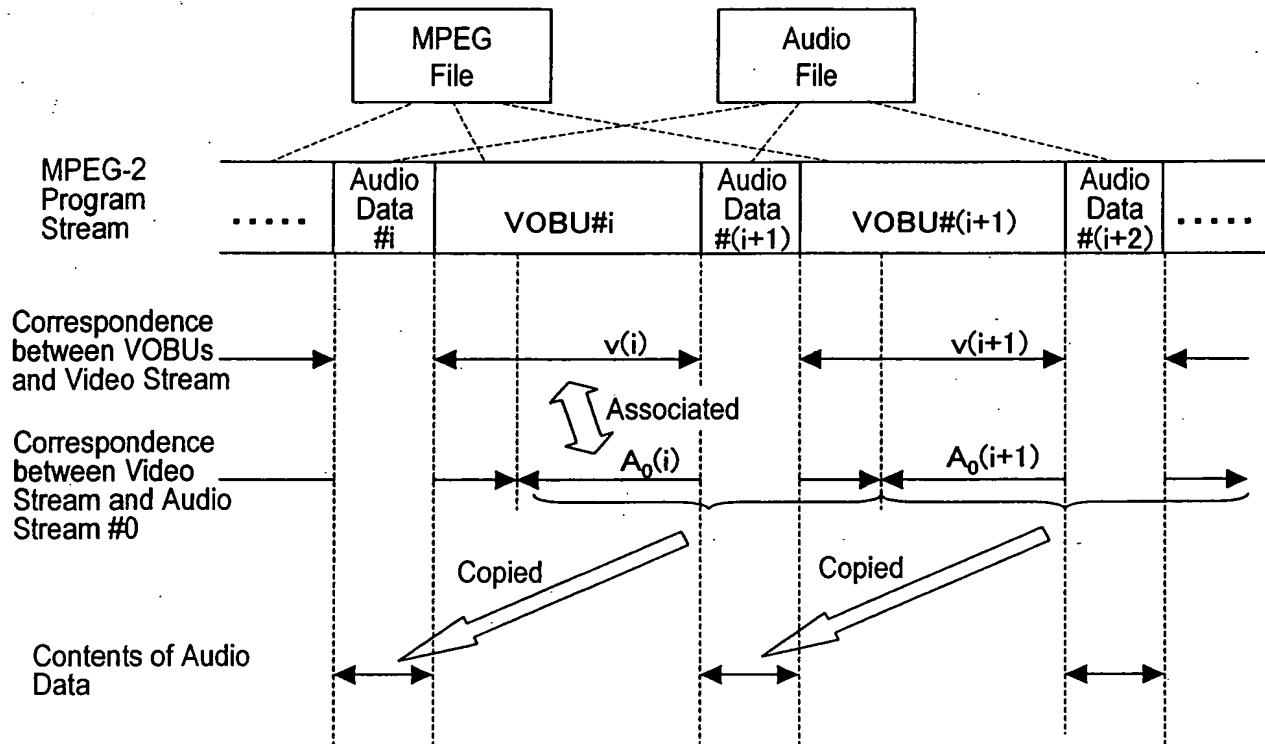 MPEG
File
Audio
File
MPEG-2
Program
Stream
.....
Audio
Data
#i
VOBU#i
Audio
Data
#(i+1)
VOBU#(i+1)
Audio
Data
#(i+2)
.....
Correspondence
between VOBUs
and Video Stream
v(i)
v(i+1)
Associated
Correspondence
between Video
Stream and Audio
Stream #0
A₀(i)
A₀(i+1)
Copied
Copied
Contents of Audio
Data